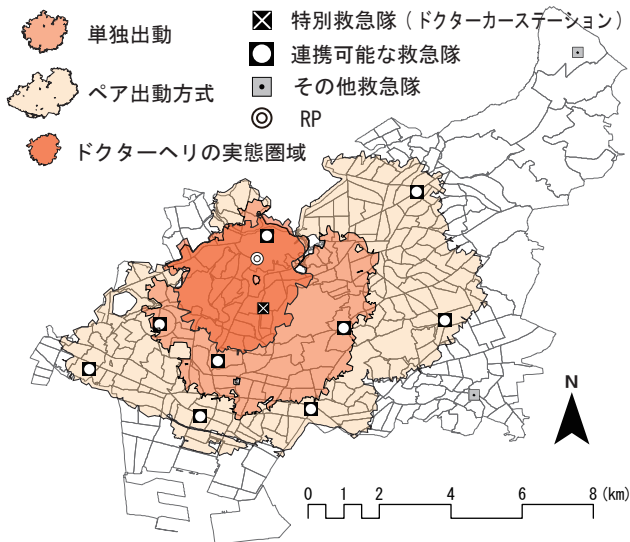 単独出動
ペア出動方式
ドクターヘリの実態圏域
特別救急隊（ドクターカーステーション）
連携可能な救急隊
その他救急隊
RP
N
0 1 2 4 6 8 (km)